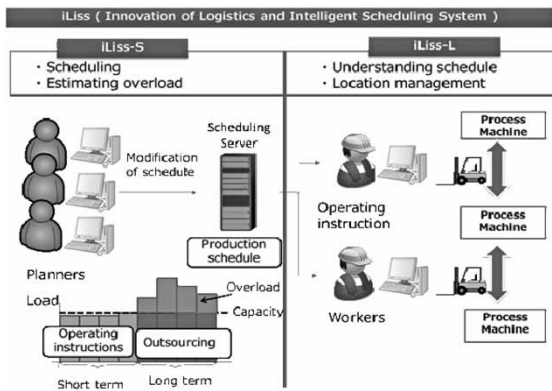 iLiss ( Innovation of Logistics and Intelligent Scheduling System )
iLiss-S
・Scheduling
・Estimating overload
Modification
of schedule
Scheduling
Server
Production
schedule
Planners
Load
Overload
Capacity
Operating
instructions
Outsourcing
Short term
Long term
iLiss-L
・Understanding schedule
・Location management
Operating
instruction
Workers
Process
Machine
Process
Machine
Process
Machine